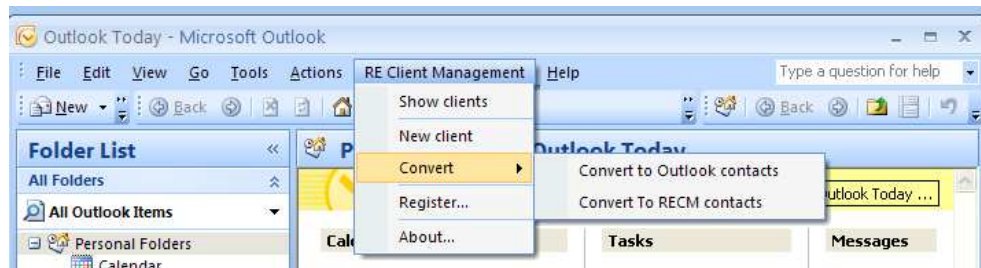 Outlook Today - Microsoft Outlook
File Edit View Go Tools Actions RE Client Management Help Type a question for help
New Back Back
Show clients
New client
Convert
Register...
About...
Convert to Outlook contacts
Convert To RECM contacts
Folder List
P Outlook Today
All Folders
utlook Today ...
All Outlook Items
Personal Folders
Cale Tasks Messages
Calendar